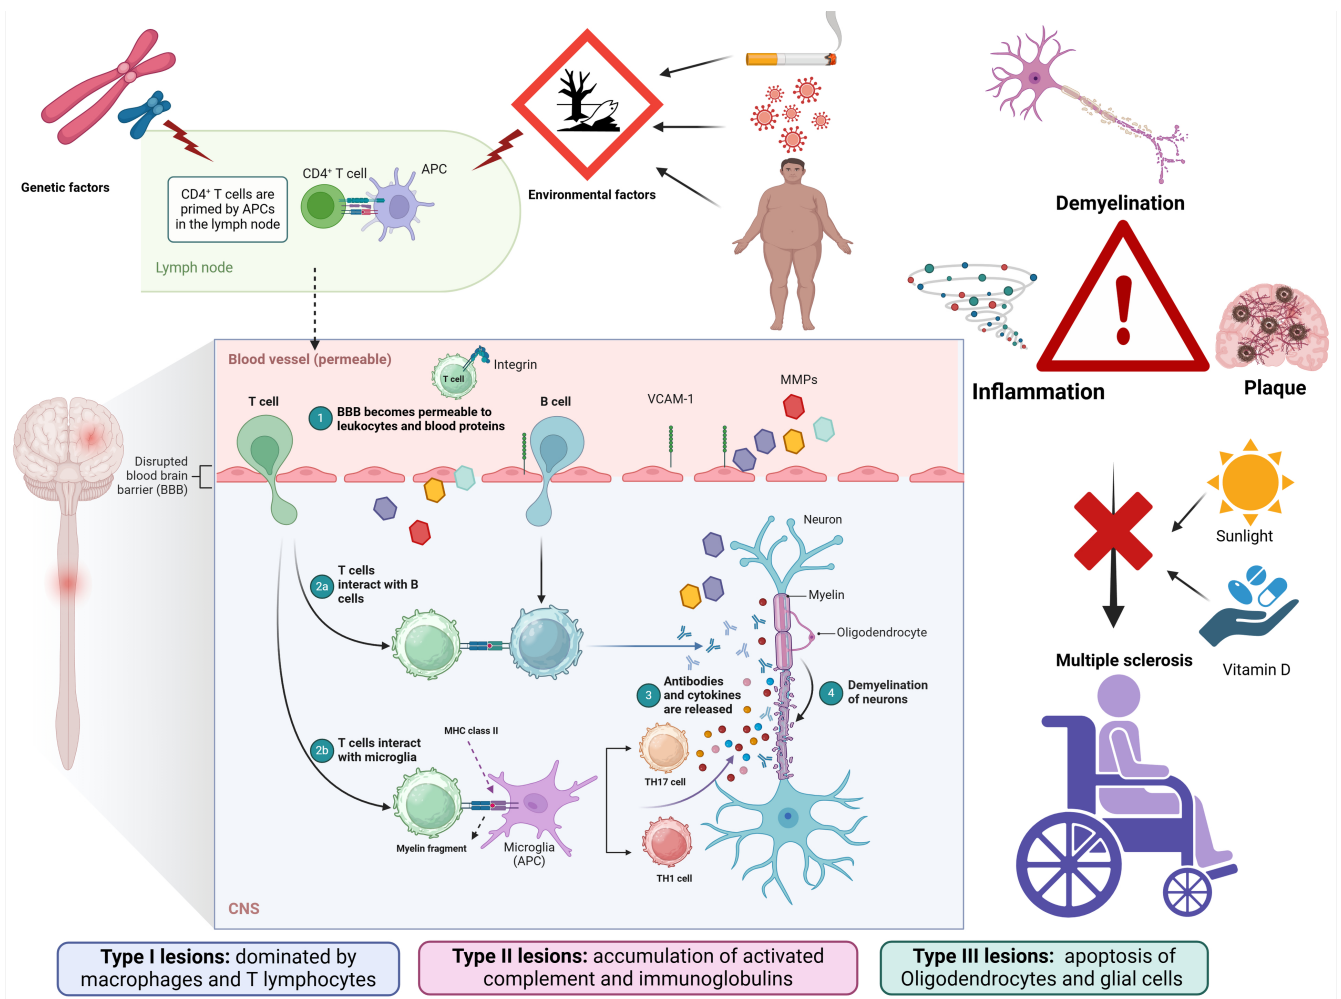 Genetic factors
CD4⁺ T cells are
primed by APCs
in the lymph node
CD4⁺ T cell
APC
Lymph node
Environmental factors
Demyelination
Inflammation
Plaque
Blood vessel (permeable)
T cell
Integrin
T cell
1
BBB becomes permeable to
leukocytes and blood proteins
B cell
VCAM-1
MMPs
Disrupted
blood brain
barrier (BBB)
2a
T cells
interact with B
cells
Neuron
Myelin
Oligodendrocyte
3
Antibodies
and cytokines
are released
4
Demyelination
of neurons
2b
T cells interact
with microglia
MHC class II
Myelin fragment
Microglia
(APC)
TH17 cell
TH1 cell
CNS
Sunlight
Vitamin D
Multiple sclerosis
Type I lesions: dominated by
macrophages and T lymphocytes
Type II lesions: accumulation of activated
complement and immunoglobulins
Type III lesions: apoptosis of
Oligodendrocytes and glial cells